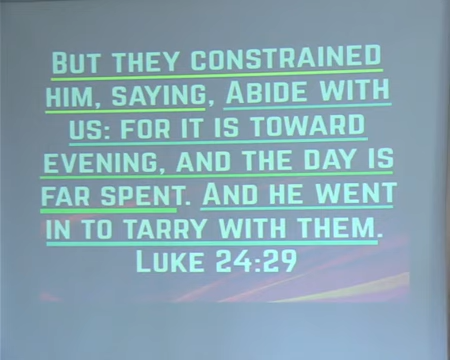 But they constrained
him, saying, Abide with
us: for it is toward
evening, and the day is
far spent. And he went
in to tarry with them.
Luke 24:29